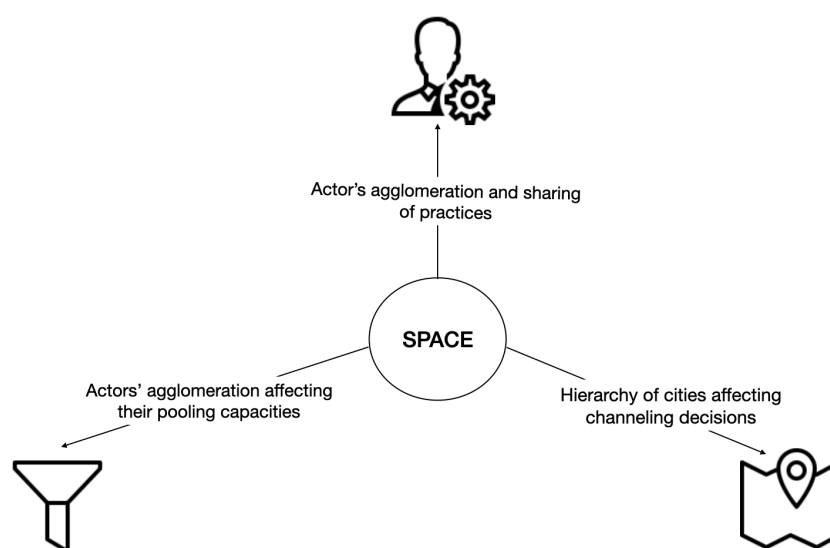 Actor’s agglomeration and sharing
of practices
SPACE
Actors’ agglomeration affecting
their pooling capacities
Hierarchy of cities affecting
channeling decisions